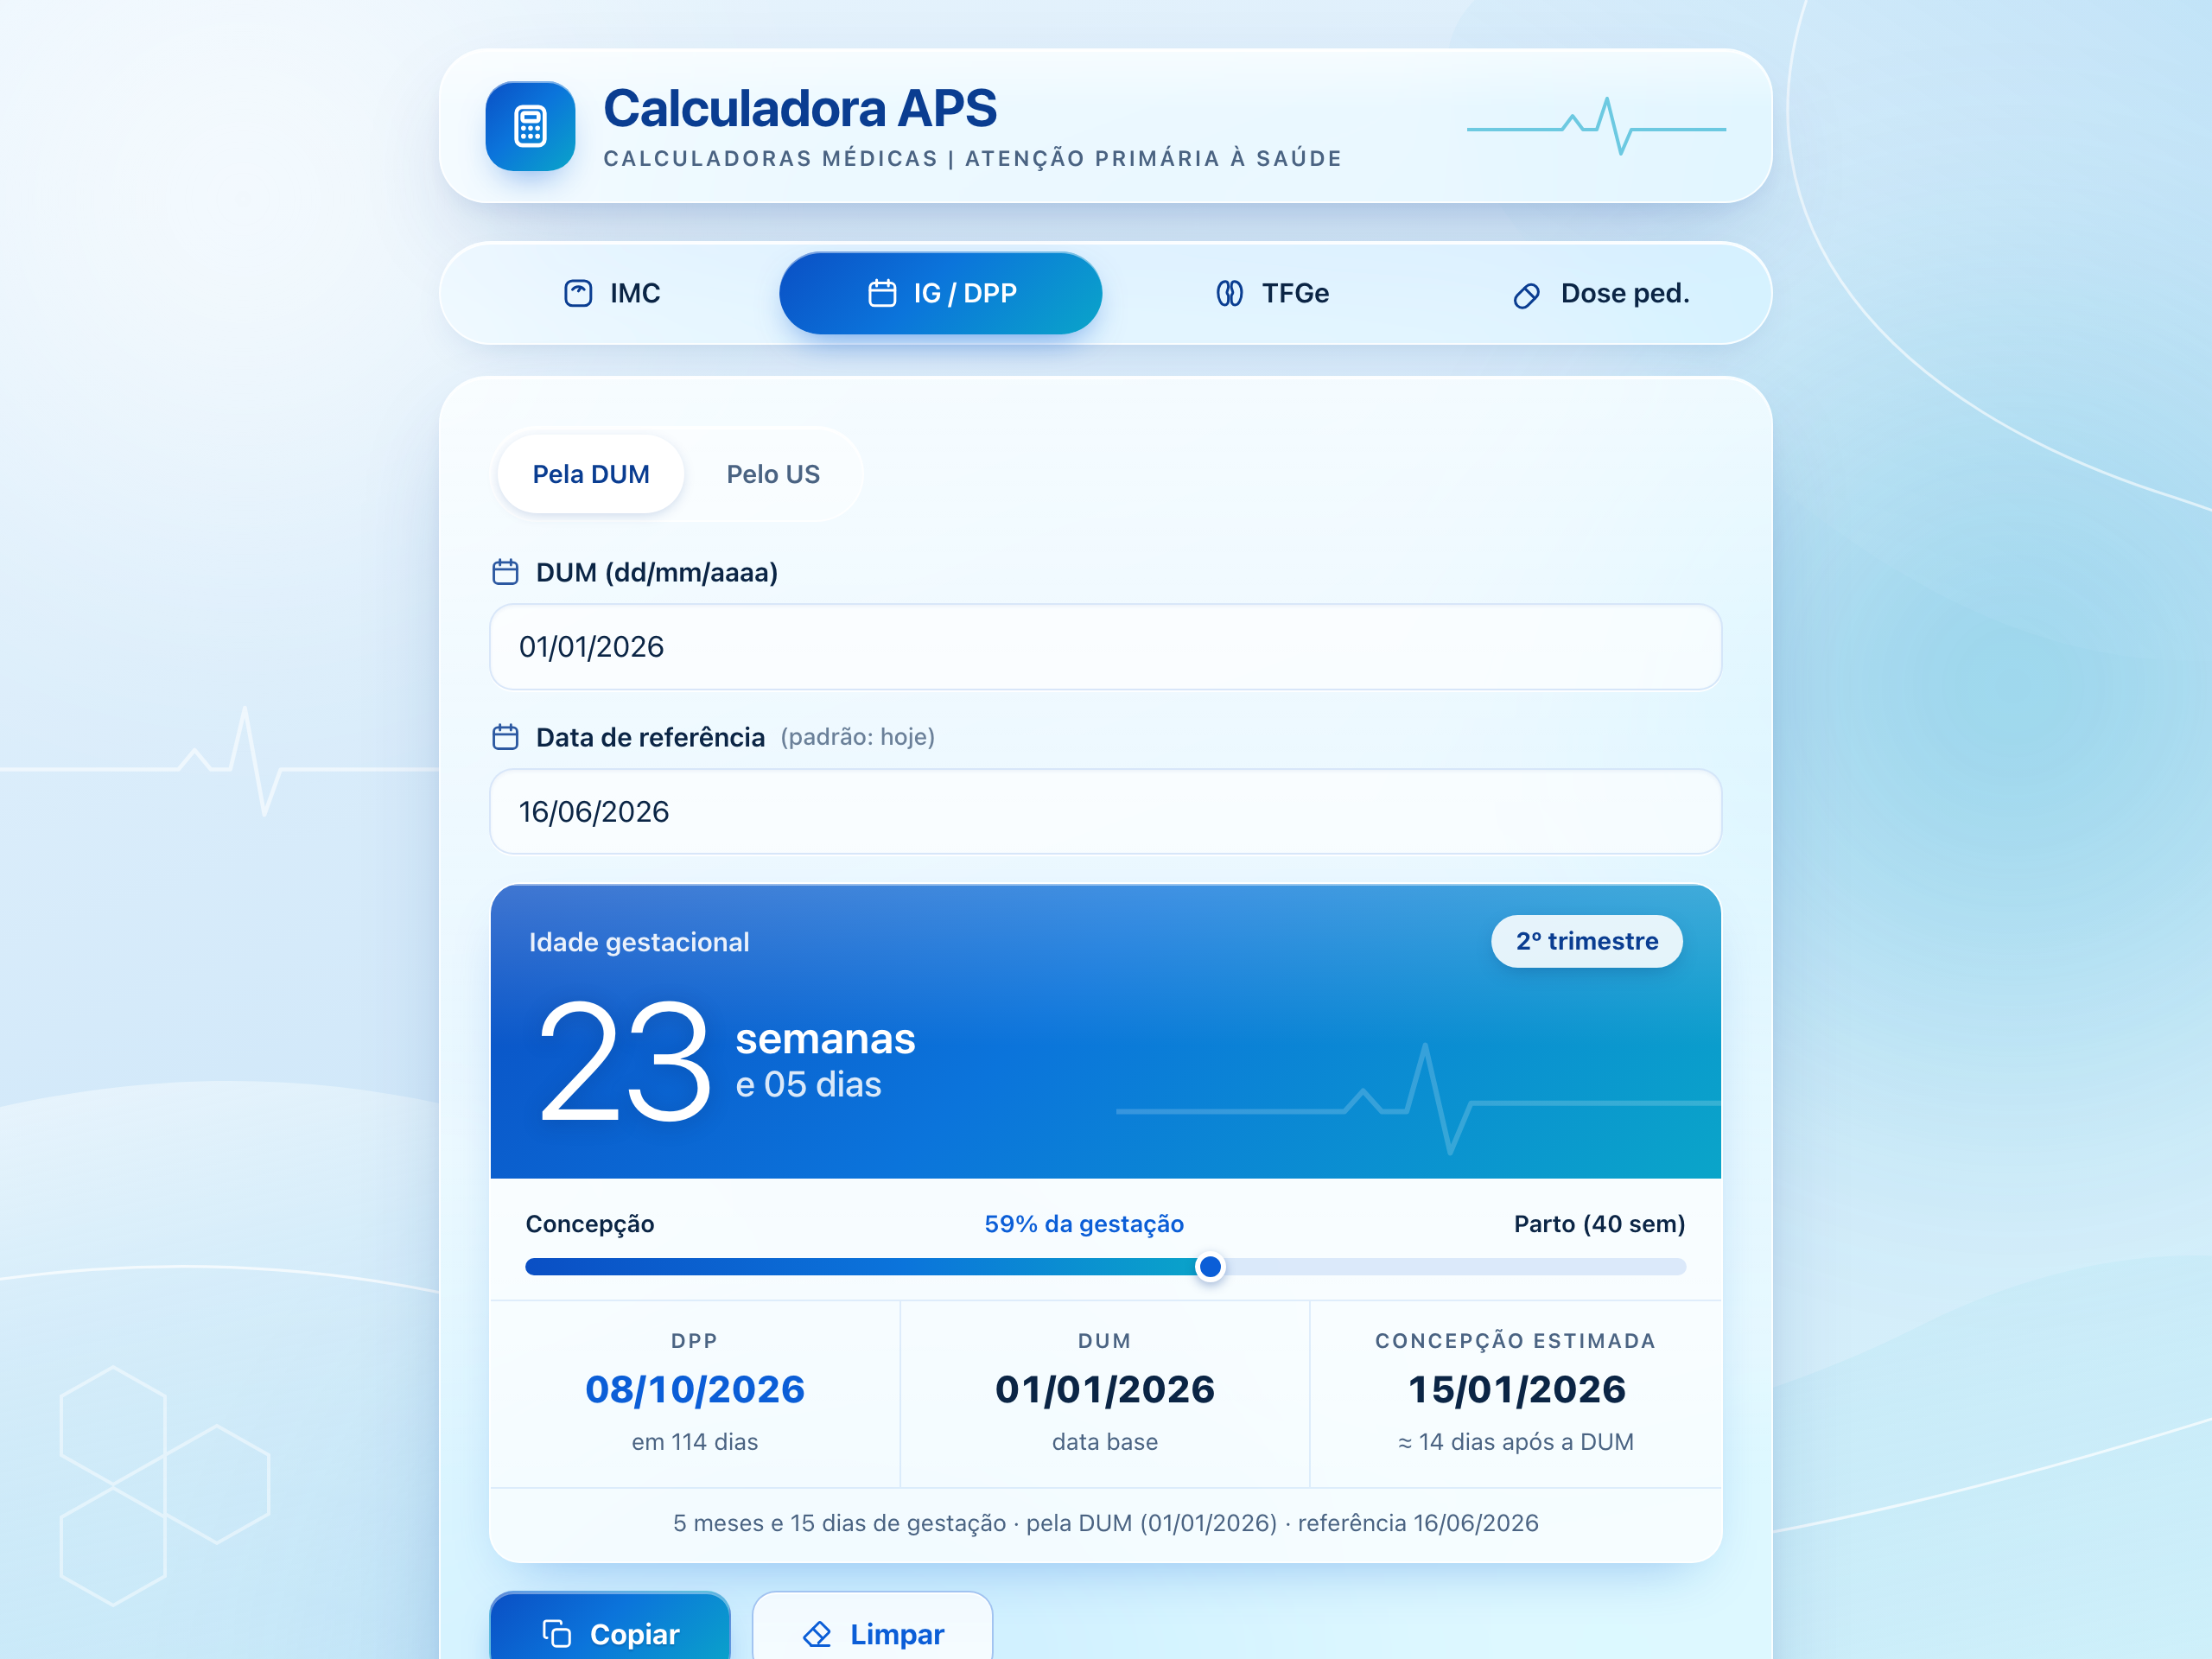 Calculadora APS
CALCULADORAS MÉDICAS | ATENÇÃO PRIMÁRIA À SAÚDE
IMC
IG / DPP
TFGe
Dose ped.
Pela DUM
Pelo US
DUM (dd/mm/aaaa)
01/01/2026
Data de referência (padrão: hoje)
16/06/2026
Idade gestacional
2º trimestre
23 semanas
e 05 dias
Concepção
59% da gestação
Parto (40 sem)
DPP
08/10/2026
em 114 dias
DUM
01/01/2026
data base
CONCEPÇÃO ESTIMADA
15/01/2026
≈ 14 dias após a DUM
5 meses e 15 dias de gestação · pela DUM (01/01/2026) · referência 16/06/2026
Copiar
Limpar